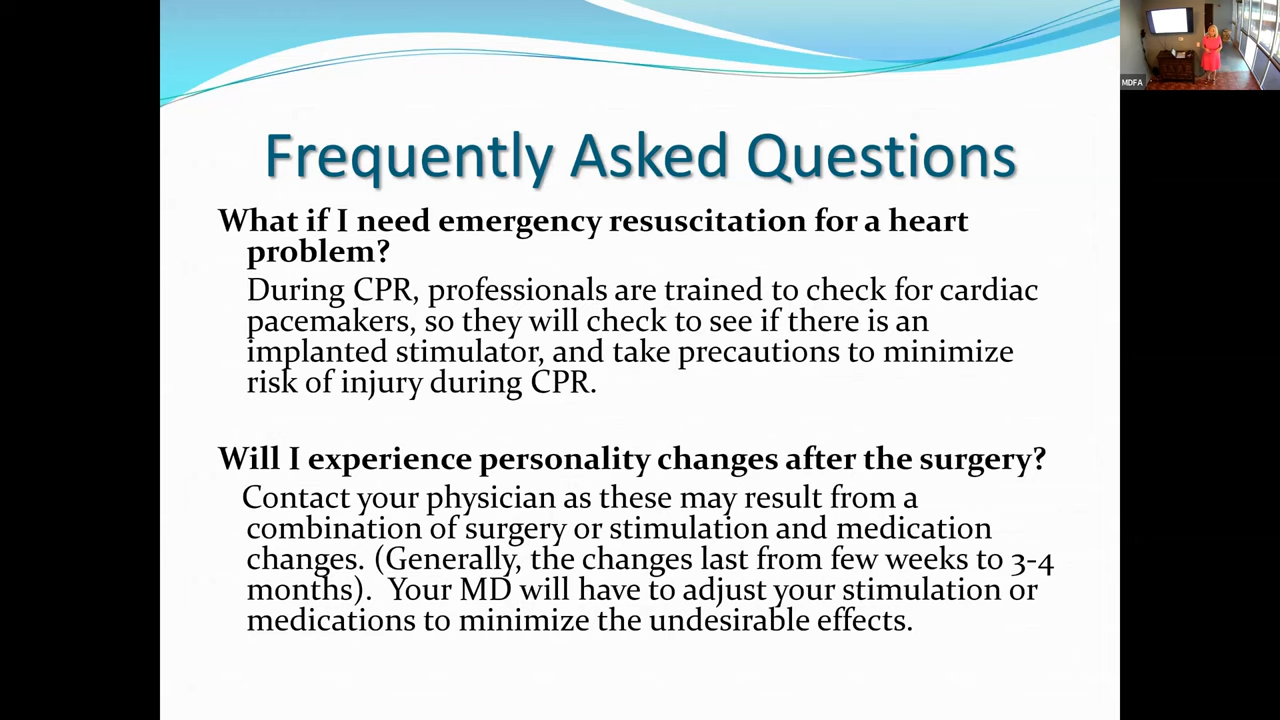 MDFA
Frequently Asked Questions
What if I need emergency resuscitation for a heart
problem?
During CPR, professionals are trained to check for cardiac
pacemakers, so they will check to see if there is an
implanted stimulator, and take precautions to minimize
risk of injury during CPR.
Will I experience personality changes after the surgery?
Contact your physician as these may result from a
combination of surgery or stimulation and medication
changes. (Generally, the changes last from few weeks to 3-4
months). Your MD will have to adjust your stimulation or
medications to minimize the undesirable effects.